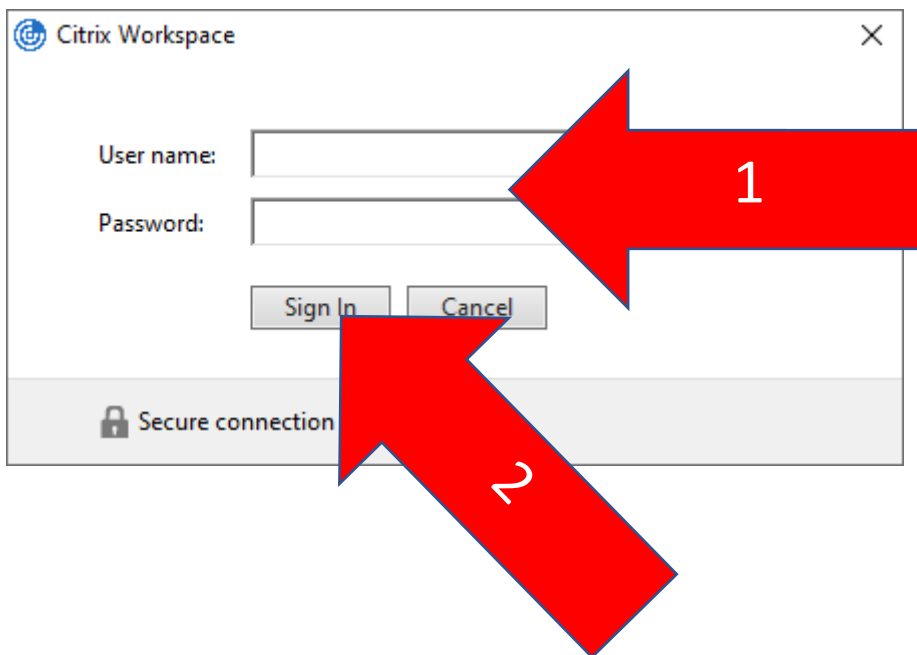 Citrix Workspace
User name:
1
Password:
Sign In Cancel
Secure connection
2